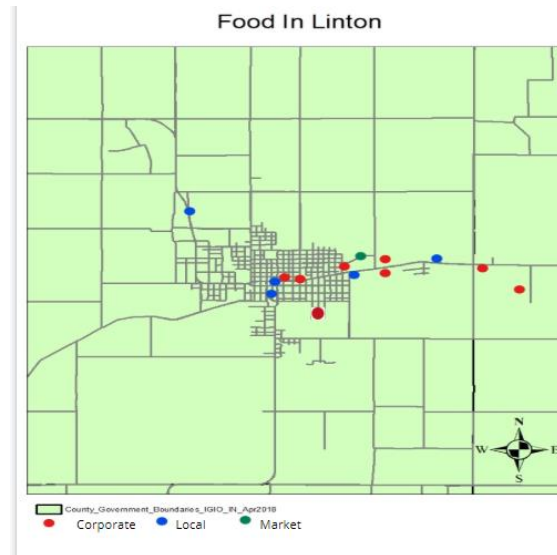 Food In Linton
N
W E
S
County_Government_Boundaries_IGIO_IN_Apr2018
Corporate Local Market